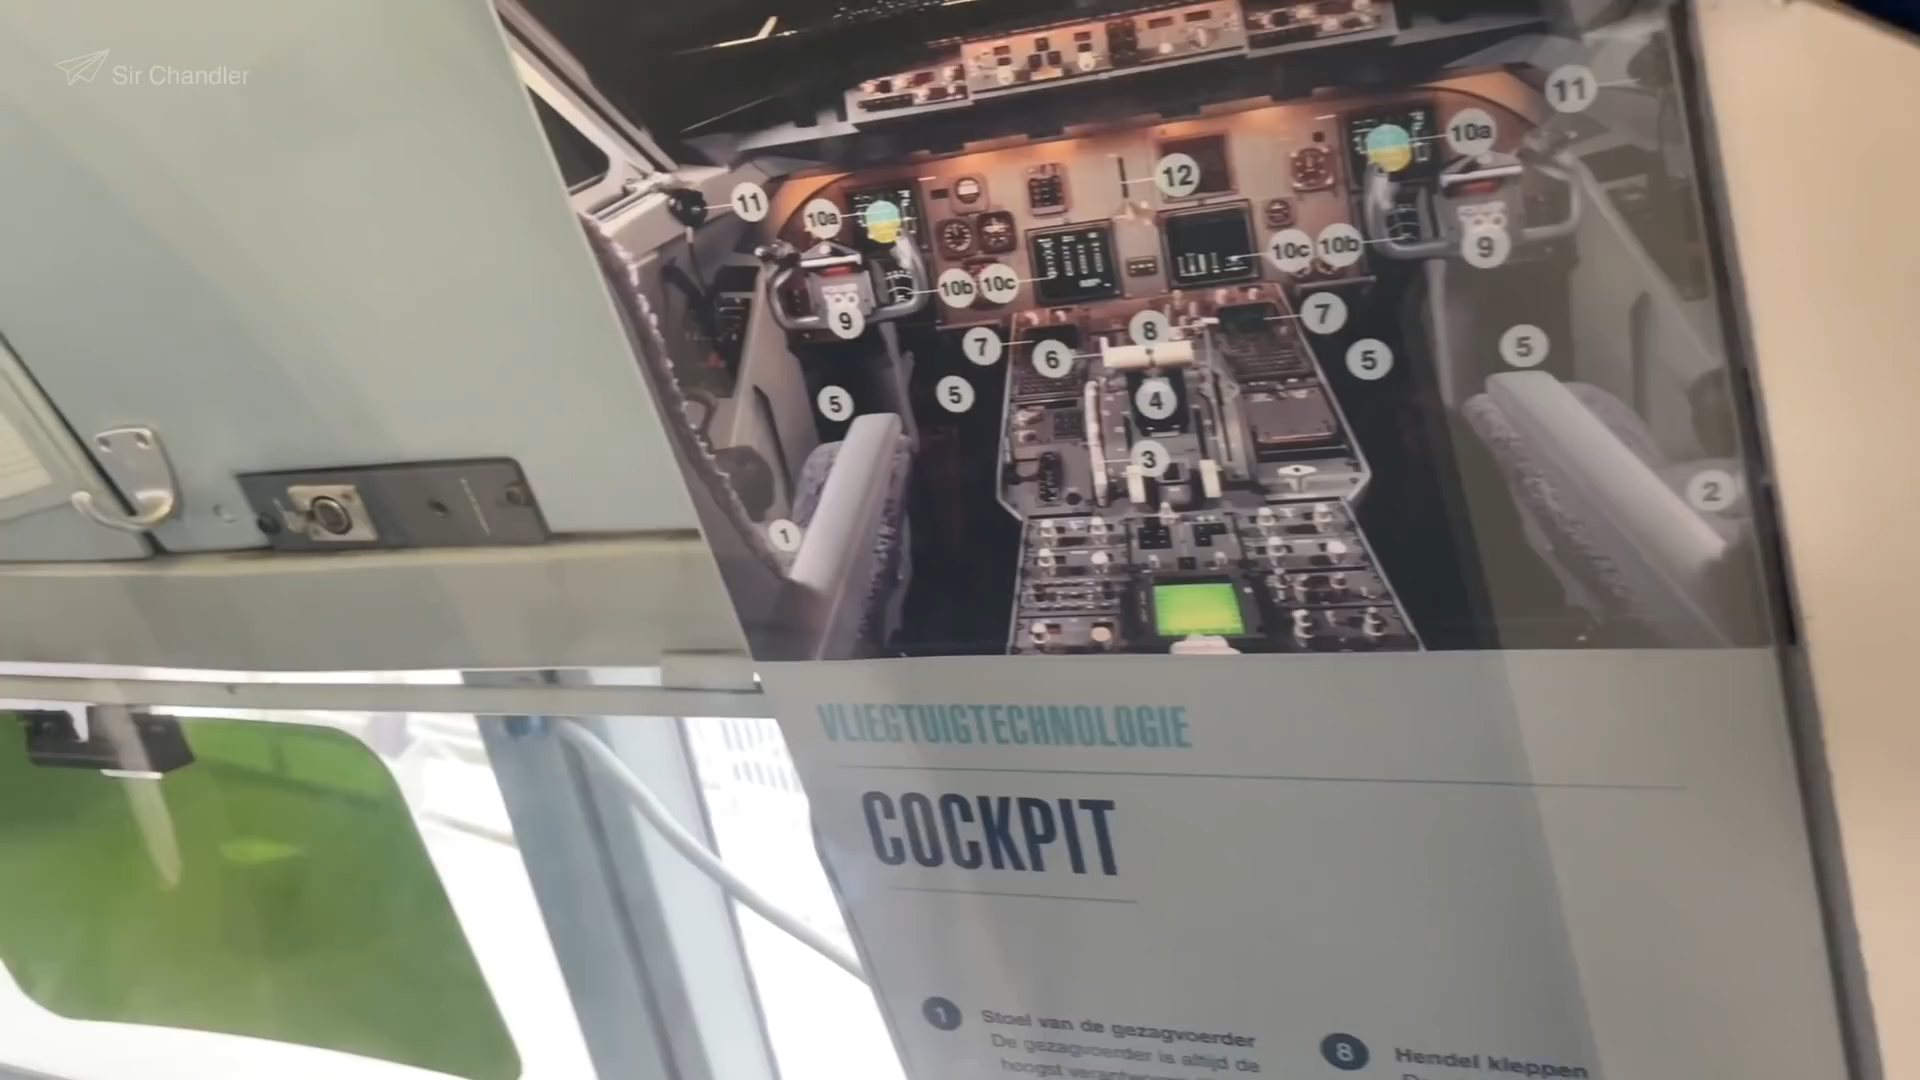 Sir Chandler
11
10a
12
11
10a
10c
10b
9
10b
10c
9
7
8
7
6
5
5
5
5
4
3
2
1
VLIEGTUIGTECHNOLOGIE
COCKPIT
1 Stoel van de gezagvoerder
De gezagvoerder is altijd de
hoogst
8 Hendel kleppen